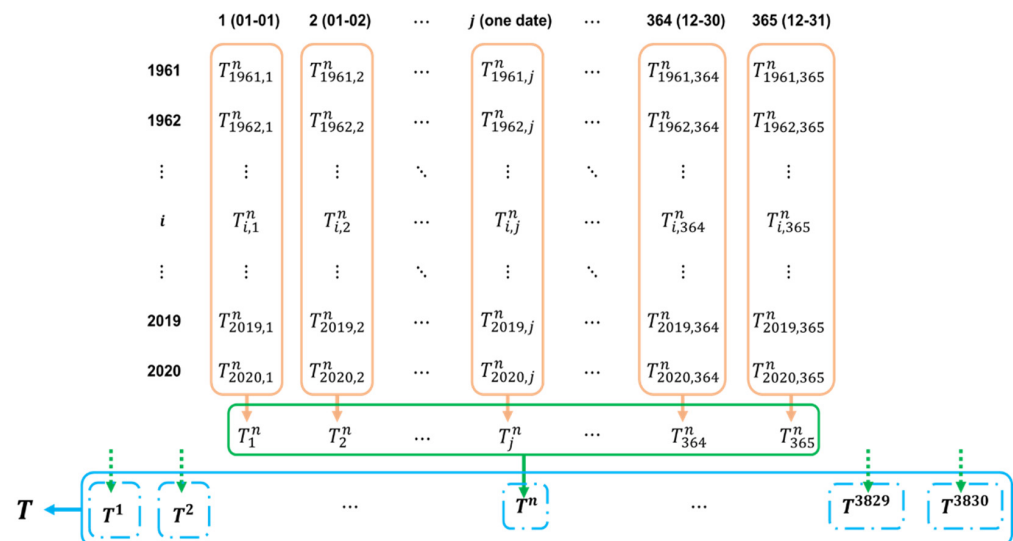 1 (01-01) 2 (01-02) ⋯ j (one date) ⋯ 364 (12-30) 365 (12-31)
1961 T^n_{1961,1} T^n_{1961,2} ⋯ T^n_{1961,j} ⋯ T^n_{1961,364} T^n_{1961,365}
1962 T^n_{1962,1} T^n_{1962,2} ⋯ T^n_{1962,j} ⋯ T^n_{1962,364} T^n_{1962,365}
⋮ ⋮ ⋮ ⋱ ⋮ ⋱ ⋮ ⋮
i T^n_{i,1} T^n_{i,2} ⋯ T^n_{i,j} ⋯ T^n_{i,364} T^n_{i,365}
⋮ ⋮ ⋮ ⋱ ⋮ ⋱ ⋮ ⋮
2019 T^n_{2019,1} T^n_{2019,2} ⋯ T^n_{2019,j} ⋯ T^n_{2019,364} T^n_{2019,365}
2020 T^n_{2020,1} T^n_{2020,2} ⋯ T^n_{2020,j} ⋯ T^n_{2020,364} T^n_{2020,365}
T^n_1 T^n_2 ⋯ T^n_j ⋯ T^n_{364} T^n_{365}
T T^1 T^2 ⋯ T^n ⋯ T^{3829} T^{3830}